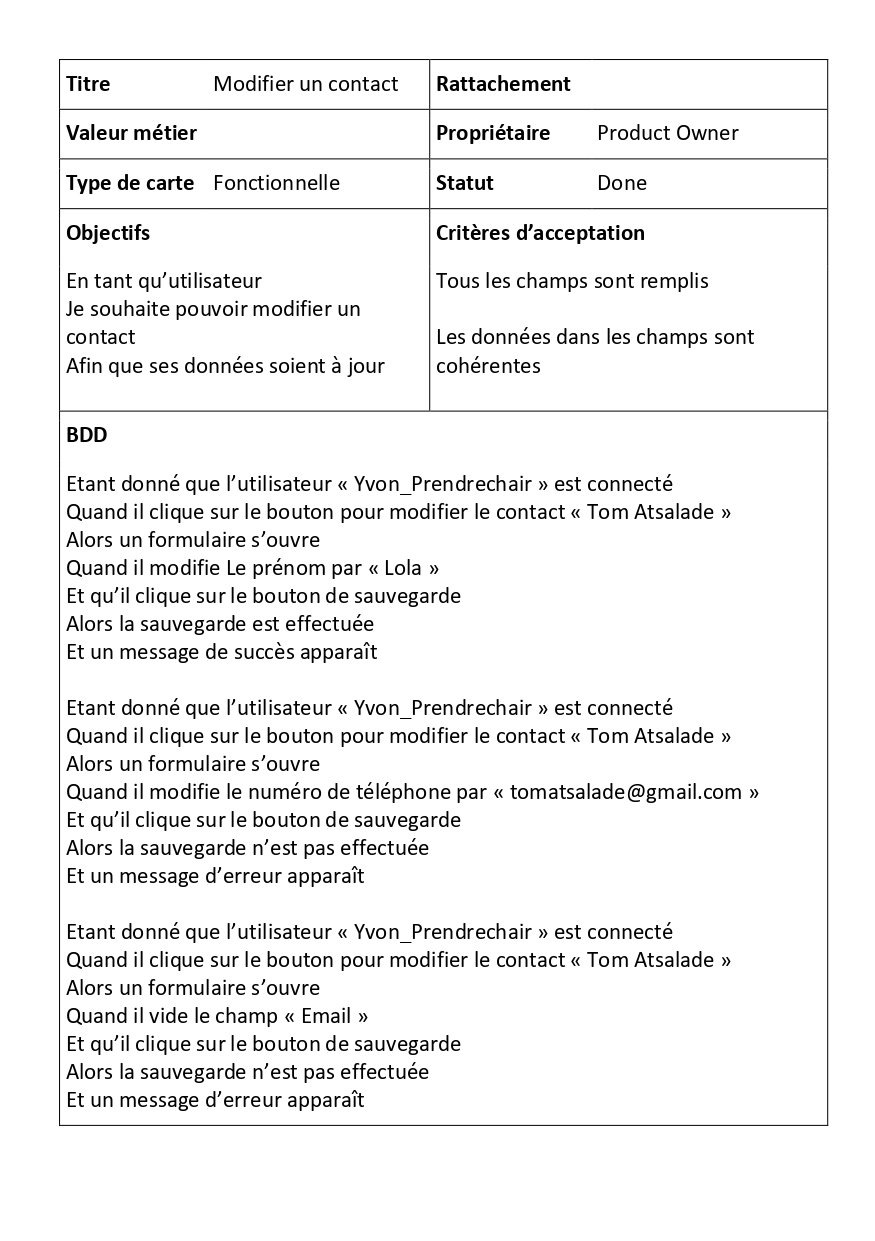 Titre Modifier un contact Rattachement
Valeur métier Propriétaire Product Owner
Type de carte Fonctionnelle Statut Done
Objectifs
En tant qu’utilisateur
Je souhaite pouvoir modifier un
contact
Afin que ses données soient à jour
Critères d’acceptation
Tous les champs sont remplis
Les données dans les champs sont
cohérentes
BDD
Etant donné que l’utilisateur « Yvon_Prendrechair » est connecté
Quand il clique sur le bouton pour modifier le contact « Tom Atsalade »
Alors un formulaire s’ouvre
Quand il modifie Le prénom par « Lola »
Et qu’il clique sur le bouton de sauvegarde
Alors la sauvegarde est effectuée
Et un message de succès apparaît
Etant donné que l’utilisateur « Yvon_Prendrechair » est connecté
Quand il clique sur le bouton pour modifier le contact « Tom Atsalade »
Alors un formulaire s’ouvre
Quand il modifie le numéro de téléphone par « tomatsalade@gmail.com »
Et qu’il clique sur le bouton de sauvegarde
Alors la sauvegarde n’est pas effectuée
Et un message d’erreur apparaît
Etant donné que l’utilisateur « Yvon_Prendrechair » est connecté
Quand il clique sur le bouton pour modifier le contact « Tom Atsalade »
Alors un formulaire s’ouvre
Quand il vide le champ « Email »
Et qu’il clique sur le bouton de sauvegarde
Alors la sauvegarde n’est pas effectuée
Et un message d’erreur apparaît